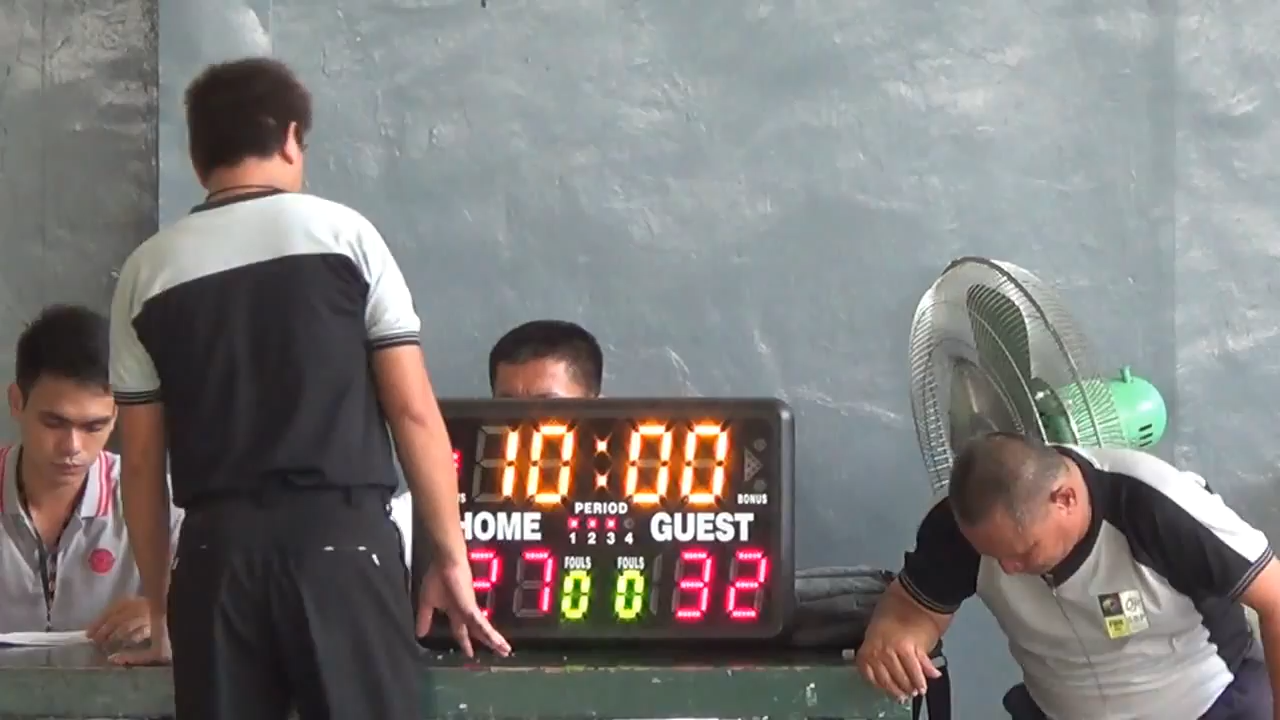 10:00
BONUS
PERIOD
HOME 1 2 3 4 GUEST
FOULS FOULS
27 0 0 32